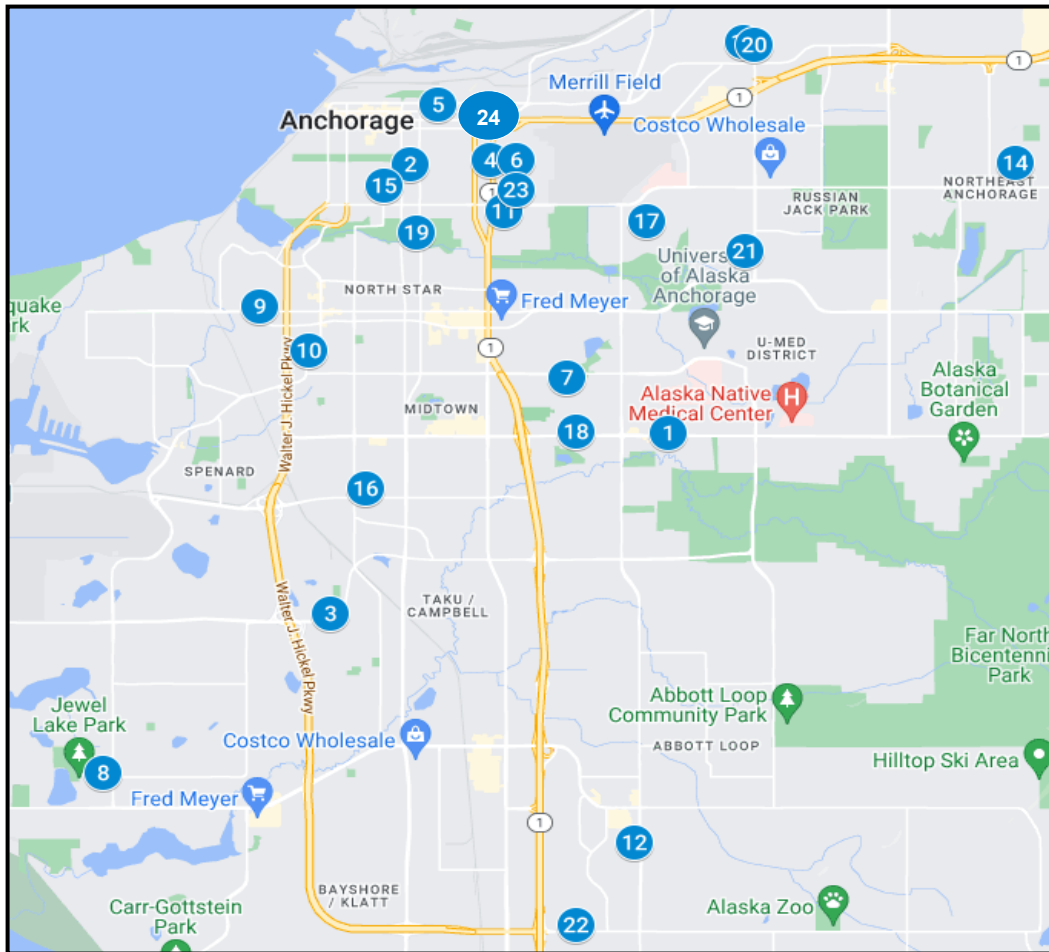 20
1
5
Merrill Field
24
1
Anchorage
Costco Wholesale
4
6
2
14
15
23
1
NORTHEAST
ANCHORAGE
RUSSIAN
JACK PARK
11
17
19
21
University
of Alaska
Anchorage
NORTH STAR
quake
rk
9
Fred Meyer
10
1
U-MED
DISTRICT
Walter J. Hickel Pkwy
7
Alaska
Botanical
Garden
Alaska Native
Medical Center
MIDTOWN
18
1
SPENARD
16
TAKU /
CAMPBELL
3
Walter J. Hickel Pkwy
Far North
Bicentenni
Park
Jewel
Lake Park
Abbott Loop
Community Park
Costco Wholesale
ABBOTT LOOP
Hilltop Ski Area
8
Fred Meyer
1
12
BAYSHORE
/ KLATT
Carr-Gottstein
Park
Alaska Zoo
22